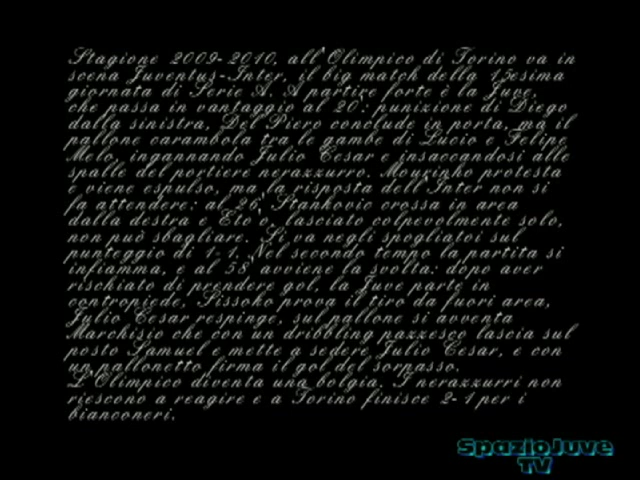 Stagione 2009-2010, all'Olimpico di Torino va in
scena Juventus-Inter, il big match della 15esima
giornata di Serie A. A partire forte è la Juve,
che passa in vantaggio al 20': punizione di Diego
dalla sinistra, Del Piero conclude in porta, ma il
pallone carambola tra le gambe di Lucio e Felipe
Melo, ingannando Julio Cesar e insaccandosi alle
spalle del portiere nerazzurro. Mourinho protesta
e viene espulso, ma la risposta dell'Inter non si
fa attendere: al 26' Stankovic crossa in area
dalla destra e Eto'o, lasciato colpevolmente solo,
non può sbagliare. Si va negli spogliatoi sul
punteggio di 1-1. Nel secondo tempo la partita si
infiamma, e al 58' avviene la svolta: dopo aver
rischiato di prendere gol, la Juve parte in
contropiede, Sissoko prova il tiro da fuori area,
Julio Cesar respinge, sul pallone si avventa
Marchisio che con un dribbling pazzesco lascia sul
posto Samuel e mette a sedere Julio Cesar, e con
un pallonetto firma il gol del sorpasso.
L'Olimpico diventa una bolgia. I nerazzurri non
riescono a reagire e a Torino finisce 2-1 per i
bianconeri.
SpazioJuve
TV